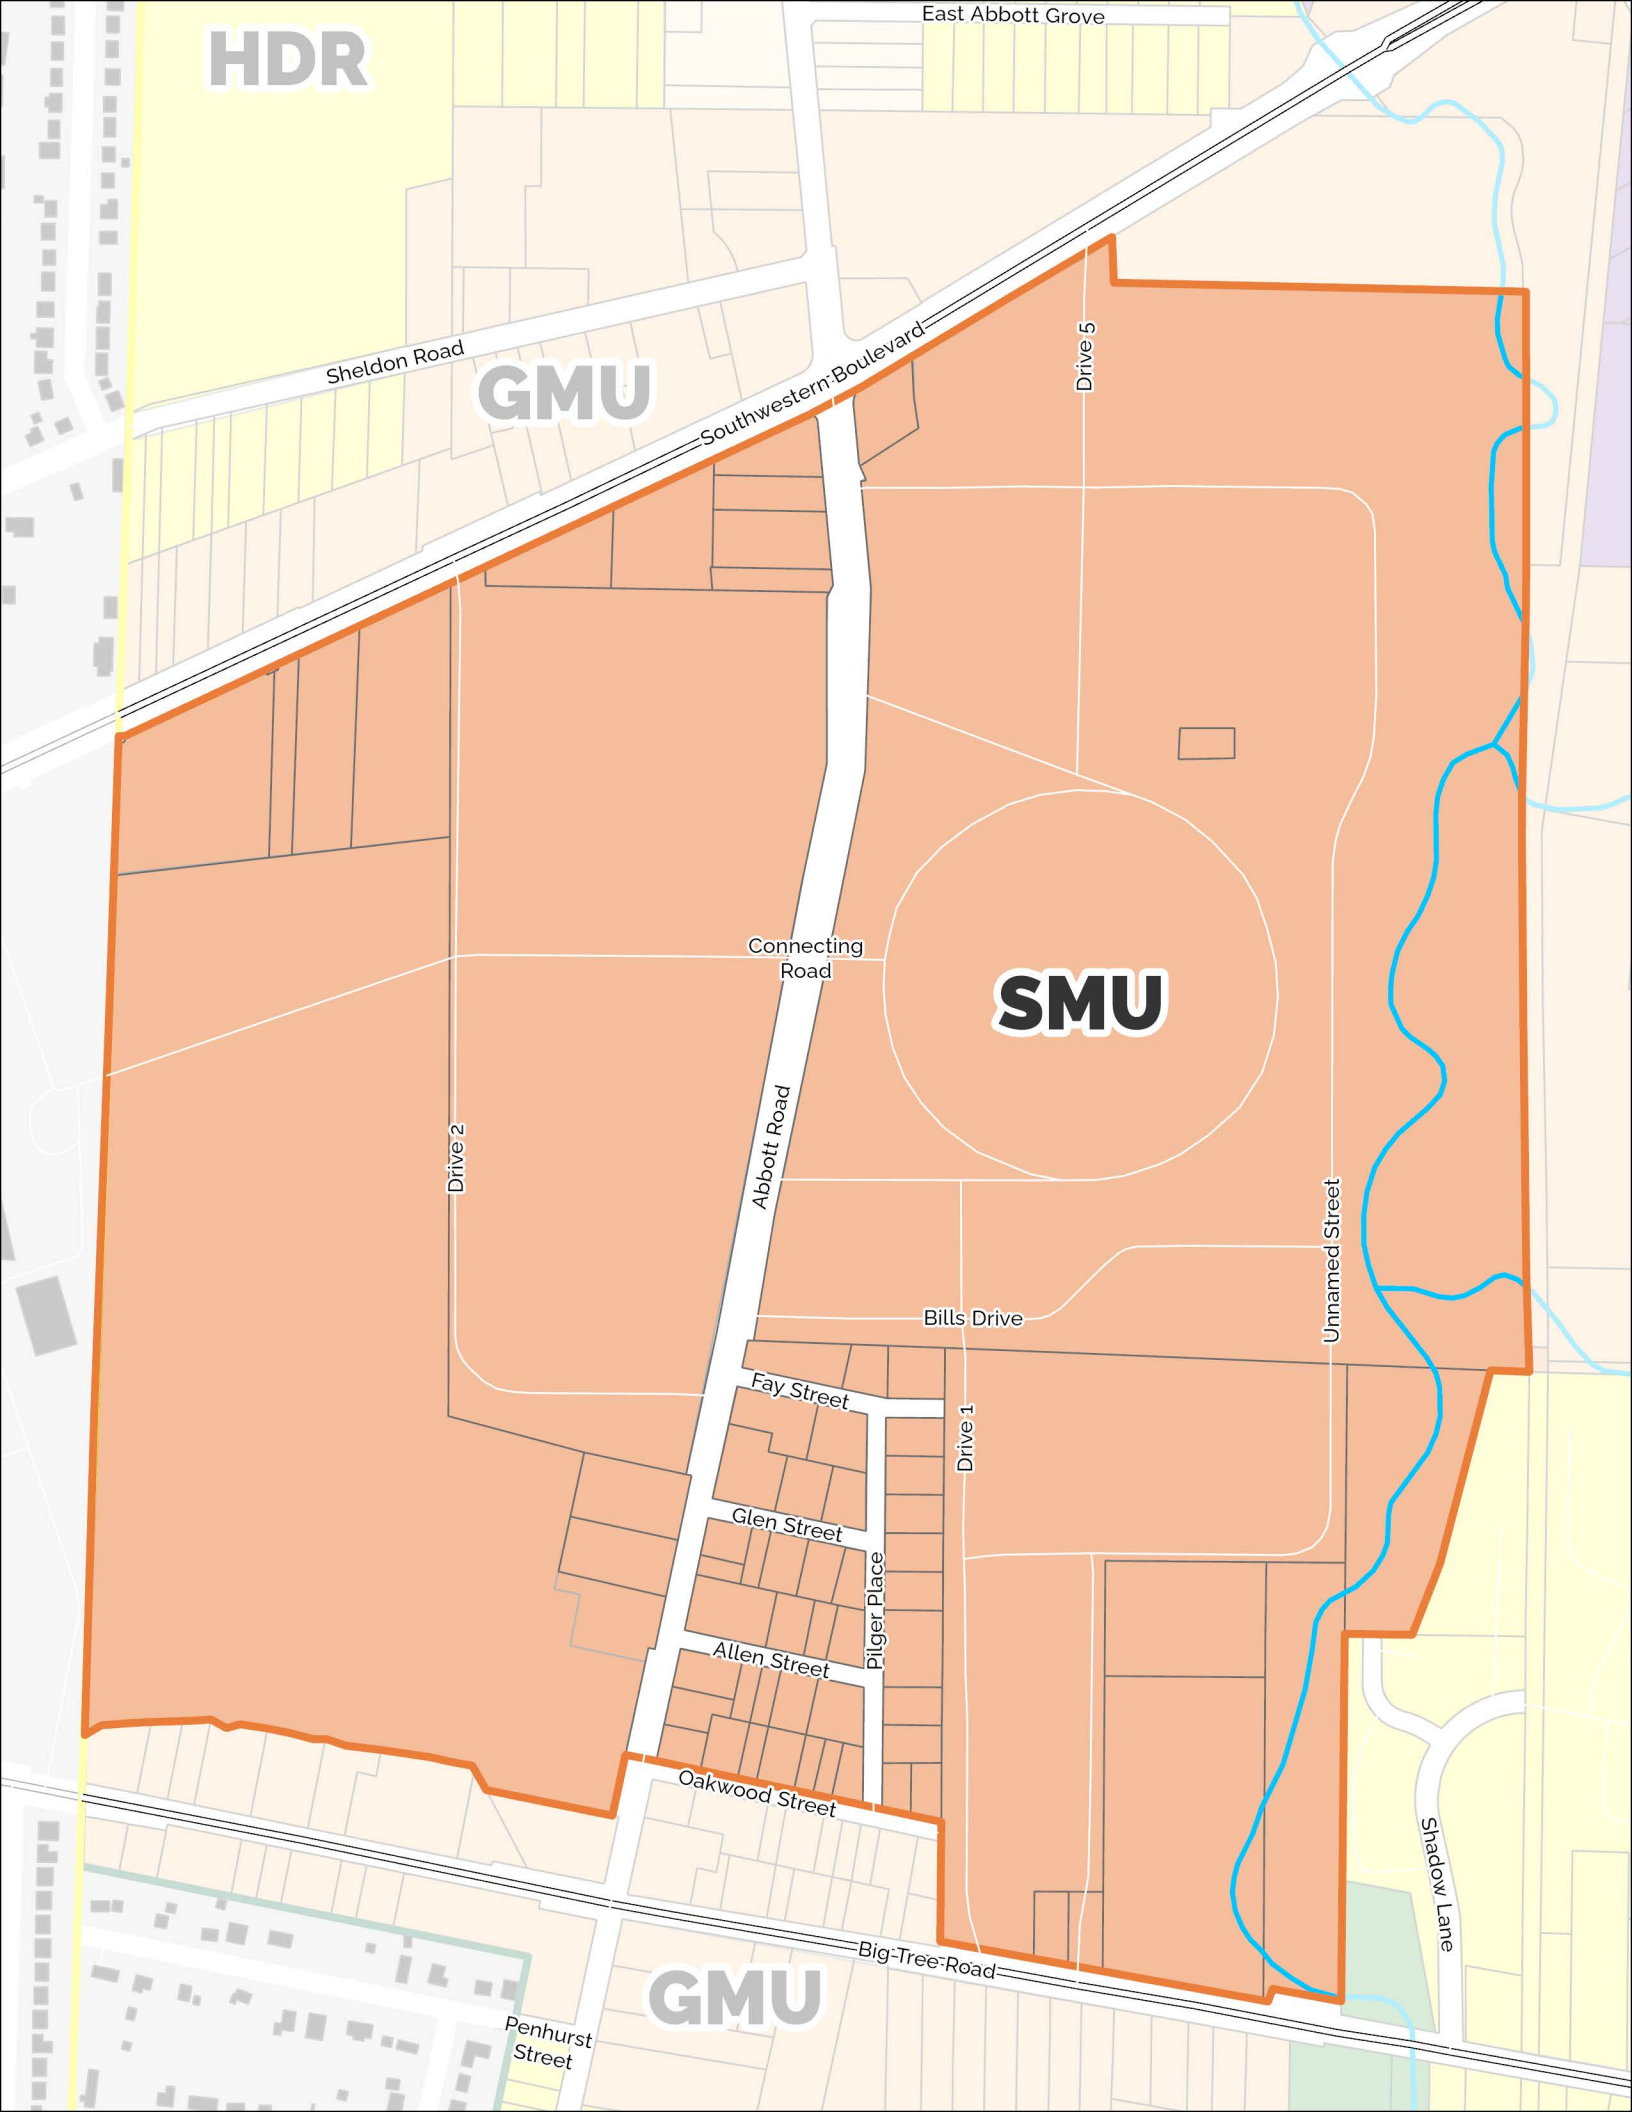 East Abbott Grove
HDR
Drive 5
Sheldon Road
GMU
Southwestern Boulevard
Connecting
Road
SMU
Abbott Road
Drive 2
Unnamed Street
Bills Drive
Fay Street
Drive 1
Glen Street
Pilger Place
Allen Street
Oakwood Street
Shadow Lane
Big Tree Road
GMU
Penhurst
Street